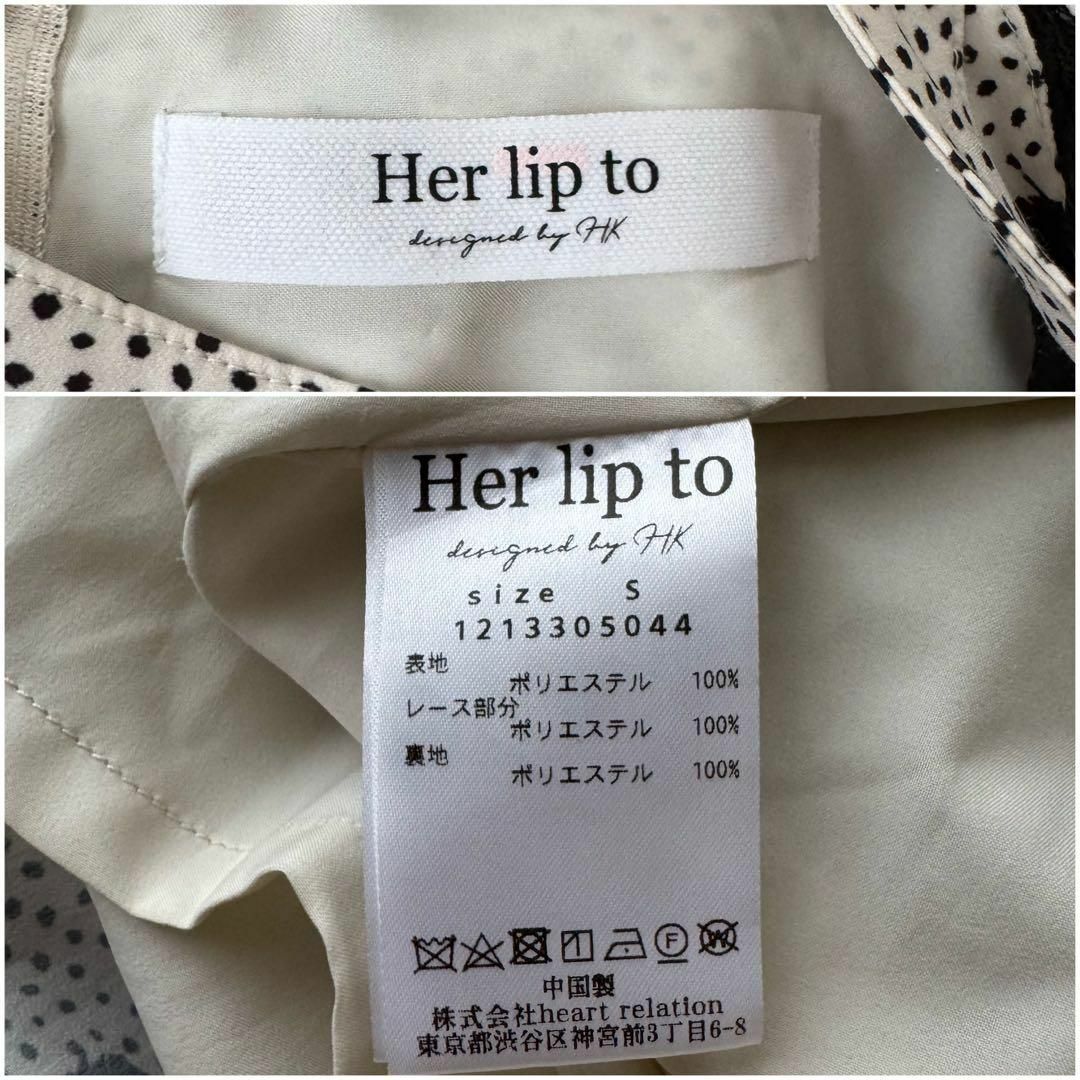 Her lip to
designed by HK
Her lip to
designed by HK
size S
1213305044
表地
ポリエステル 100%
レース部分
ポリエステル 100%
裏地
ポリエステル 100%
F W
中国製
株式会社heart relation
東京都渋谷区神宮前3丁目6-8